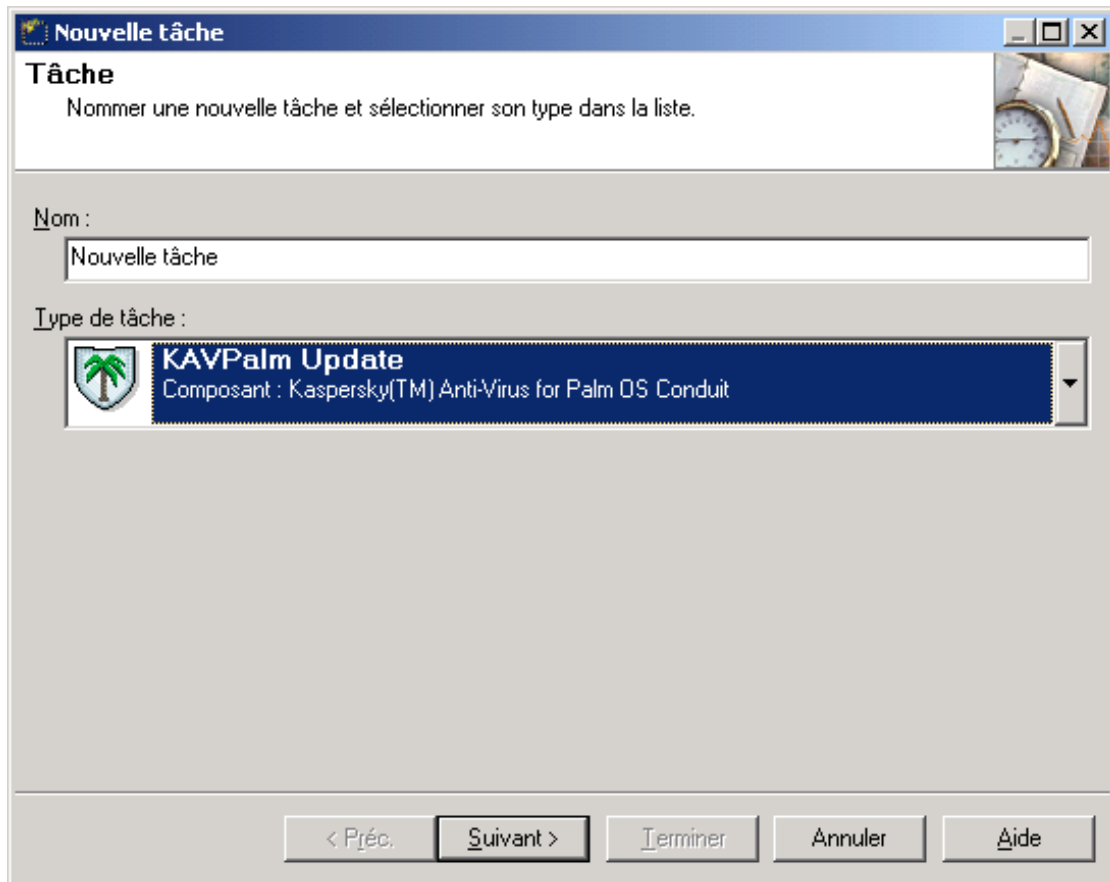 Nouvelle tâche
Tâche
Nommer une nouvelle tâche et sélectionner son type dans la liste.
Nom :
Nouvelle tâche
Type de tâche :
KAVPalm Update
Composant : Kaspersky(TM) Anti-Virus for Palm OS Conduit
< Préc. Suivant > Terminer Annuler Aide